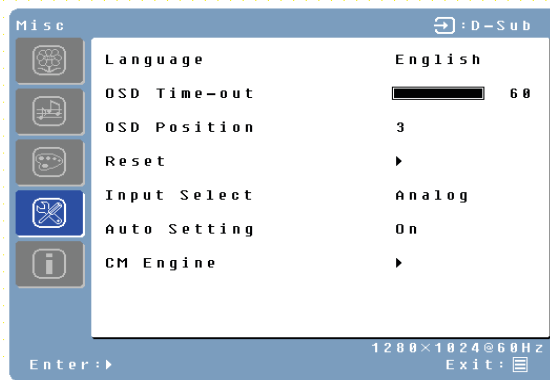 Misc :D-Sub
Language English
OSD Time-out 60
OSD Position 3
Reset
Input Select Analog
Auto Setting On
CM Engine
1280×1024@60Hz
Enter: Exit: